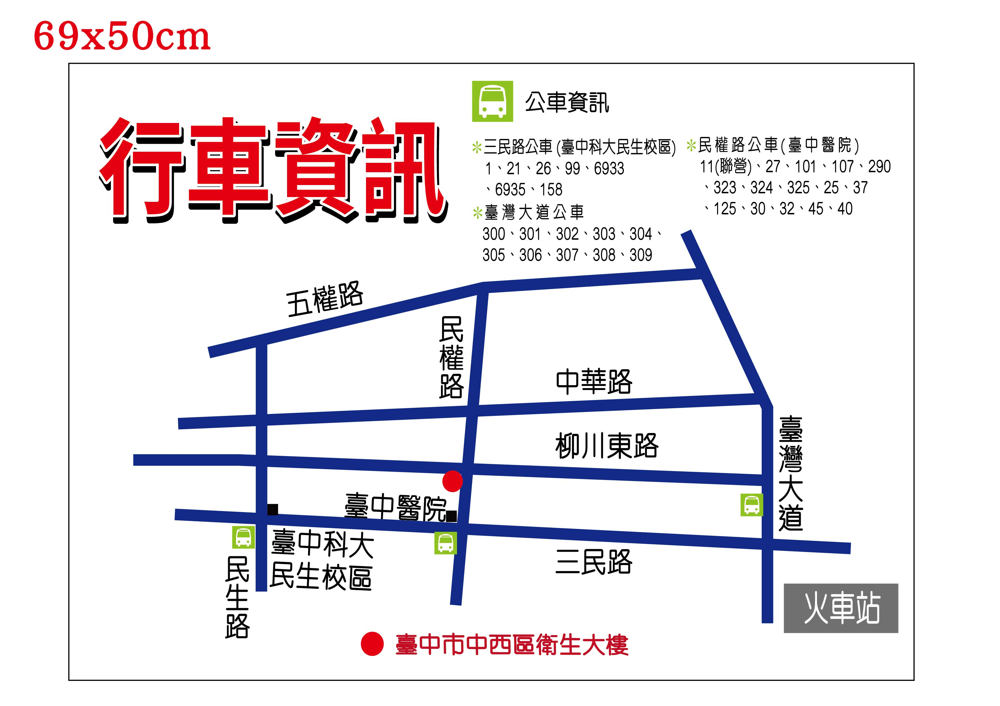 69x50cm
行車資訊
公車資訊
*三民路公車(臺中科大民生校區)
1、21、26、99、6933
、6935、158
*臺灣大道公車
300、301、302、303、304、
305、306、307、308、309
*民權路公車(臺中醫院)
11(聯營)、27、101、107、290
、323、324、325、25、37
、125、30、32、45、40
五權路
民權路
中華路
柳川東路
臺灣大道
臺中醫院
臺中科大
民生校區
民生路
三民路
火車站
臺中市中西區衛生大樓